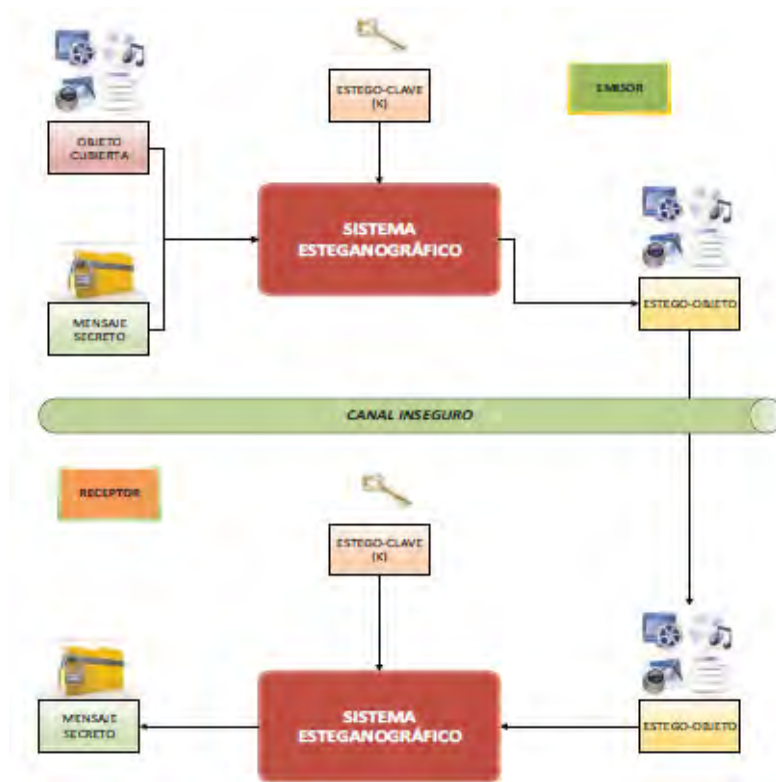 ESTEGO-CLAVE
(K)
EMISOR
OBJETO
CUBIERTA
SISTEMA
ESTEGANOGRÁFICO
MENSAJE
SECRETO
ESTEGO-OBJETO
CANAL INSEGURO
RECEPTOR
ESTEGO-CLAVE
(K)
MENSAJE
SECRETO
SISTEMA
ESTEGANOGRÁFICO
ESTEGO-OBJETO